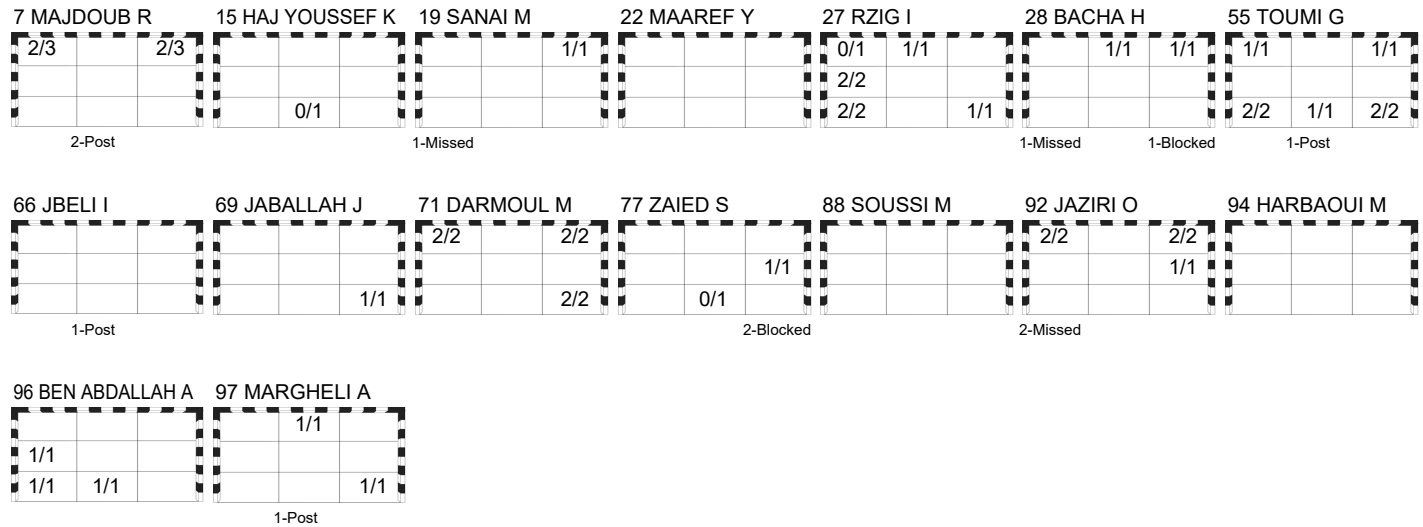 7 MAJDOUB R 15 HAJ YOUSSEF K 19 SANAI M 22 MAAREF Y 27 RZIG I 28 BACHA H 55 TOUMI G
2/3 2/3 1/1 0/1 1/1 1/1 1/1 1/1 1/1
2/2
0/1 2/2 1/1 2/2 1/1 2/2
2-Post 1-Missed 1-Missed 1-Blocked 1-Post
66 JBELI I 69 JABALLAH J 71 DARMOUL M 77 ZAIED S 88 SOUSSI M 92 JAZIRI O 94 HARBAOUI M
2/2 2/2 2/2 2/2
1/1 1/1
1/1 2/2 0/1
1-Post 2-Blocked 2-Missed
96 BEN ABDALLAH A 97 MARGHELI A
1/1
1/1
1/1 1/1 1/1
1-Post